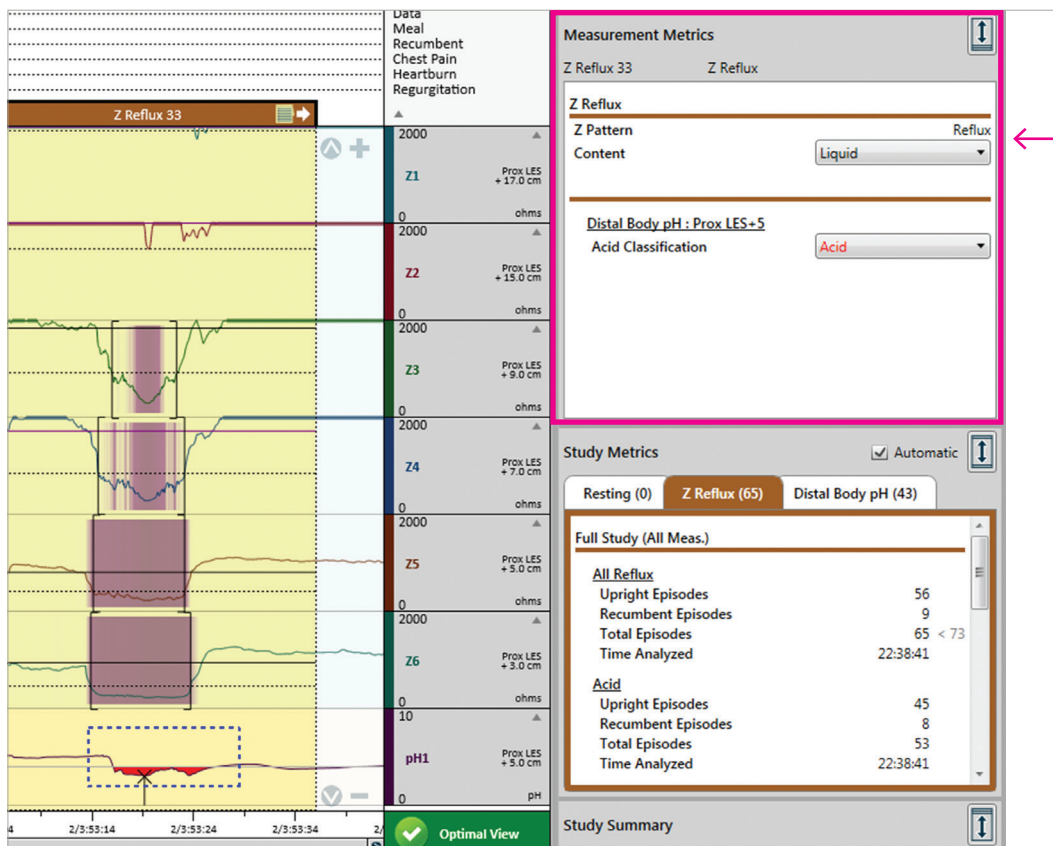 Data
Meal
Recumbent
Chest Pain
Heartburn
Regurgitation
Z Reflux 33
2000
Z1
Prox LES
+ 17.0 cm
0
ohms
2000
Z2
Prox LES
+ 15.0 cm
0
ohms
2000
Z3
Prox LES
+ 9.0 cm
0
ohms
2000
Z4
Prox LES
+ 7.0 cm
0
ohms
2000
Z5
Prox LES
+ 5.0 cm
0
ohms
2000
Z6
Prox LES
+ 3.0 cm
0
ohms
10
pH1
Prox LES
+ 5.0 cm
0
pH
4 2/3:53:14 2/3:53:24 2/3:53:34 2/
Optimal View
Measurement Metrics
Z Reflux 33 Z Reflux
Z Reflux
Z Pattern Reflux
Content Liquid
Distal Body pH : Prox LES+5
Acid Classification Acid
Study Metrics Automatic
Resting (0) Z Reflux (65) Distal Body pH (43)
Full Study (All Meas.)
All Reflux
Upright Episodes 56
Recumbent Episodes 9
Total Episodes 65 < 73
Time Analyzed 22:38:41
Acid
Upright Episodes 45
Recumbent Episodes 8
Total Episodes 53
Time Analyzed 22:38:41
Study Summary